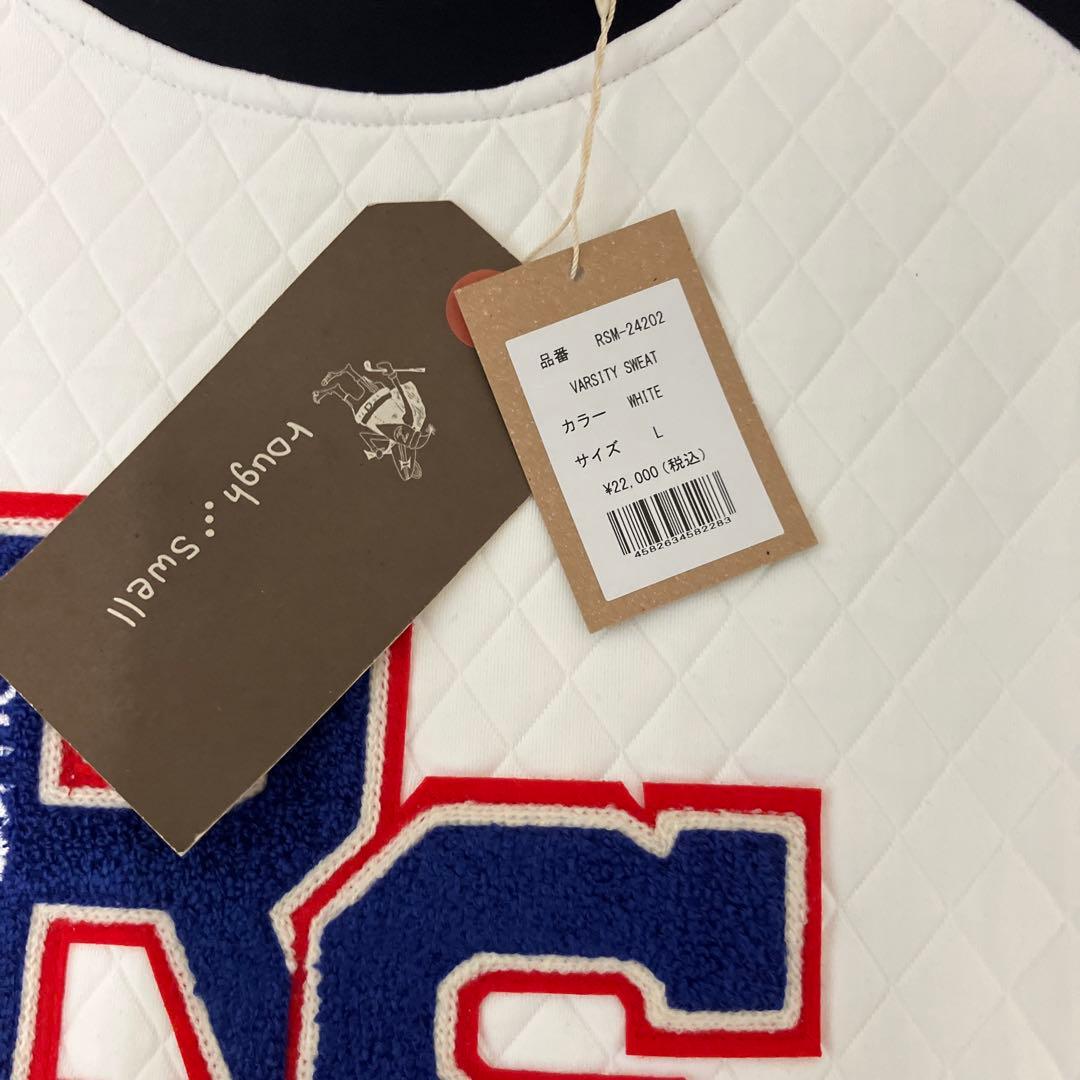 rough... Swell
品番 RSM-24202
VARSITY SWEAT
カラー WHITE
サイズ L
¥22,000(税込)
4582634582283
RS